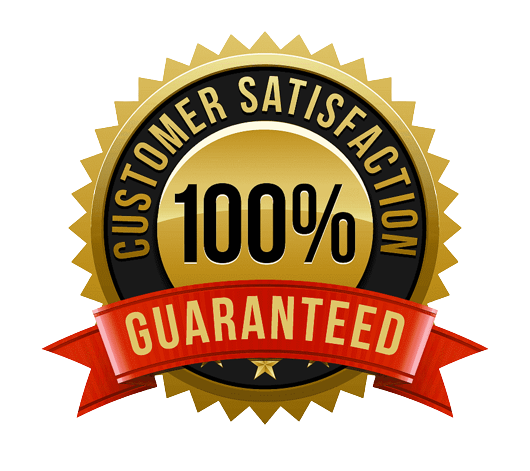 CUSTOMER SATISFACTION
100%
GUARANTEED